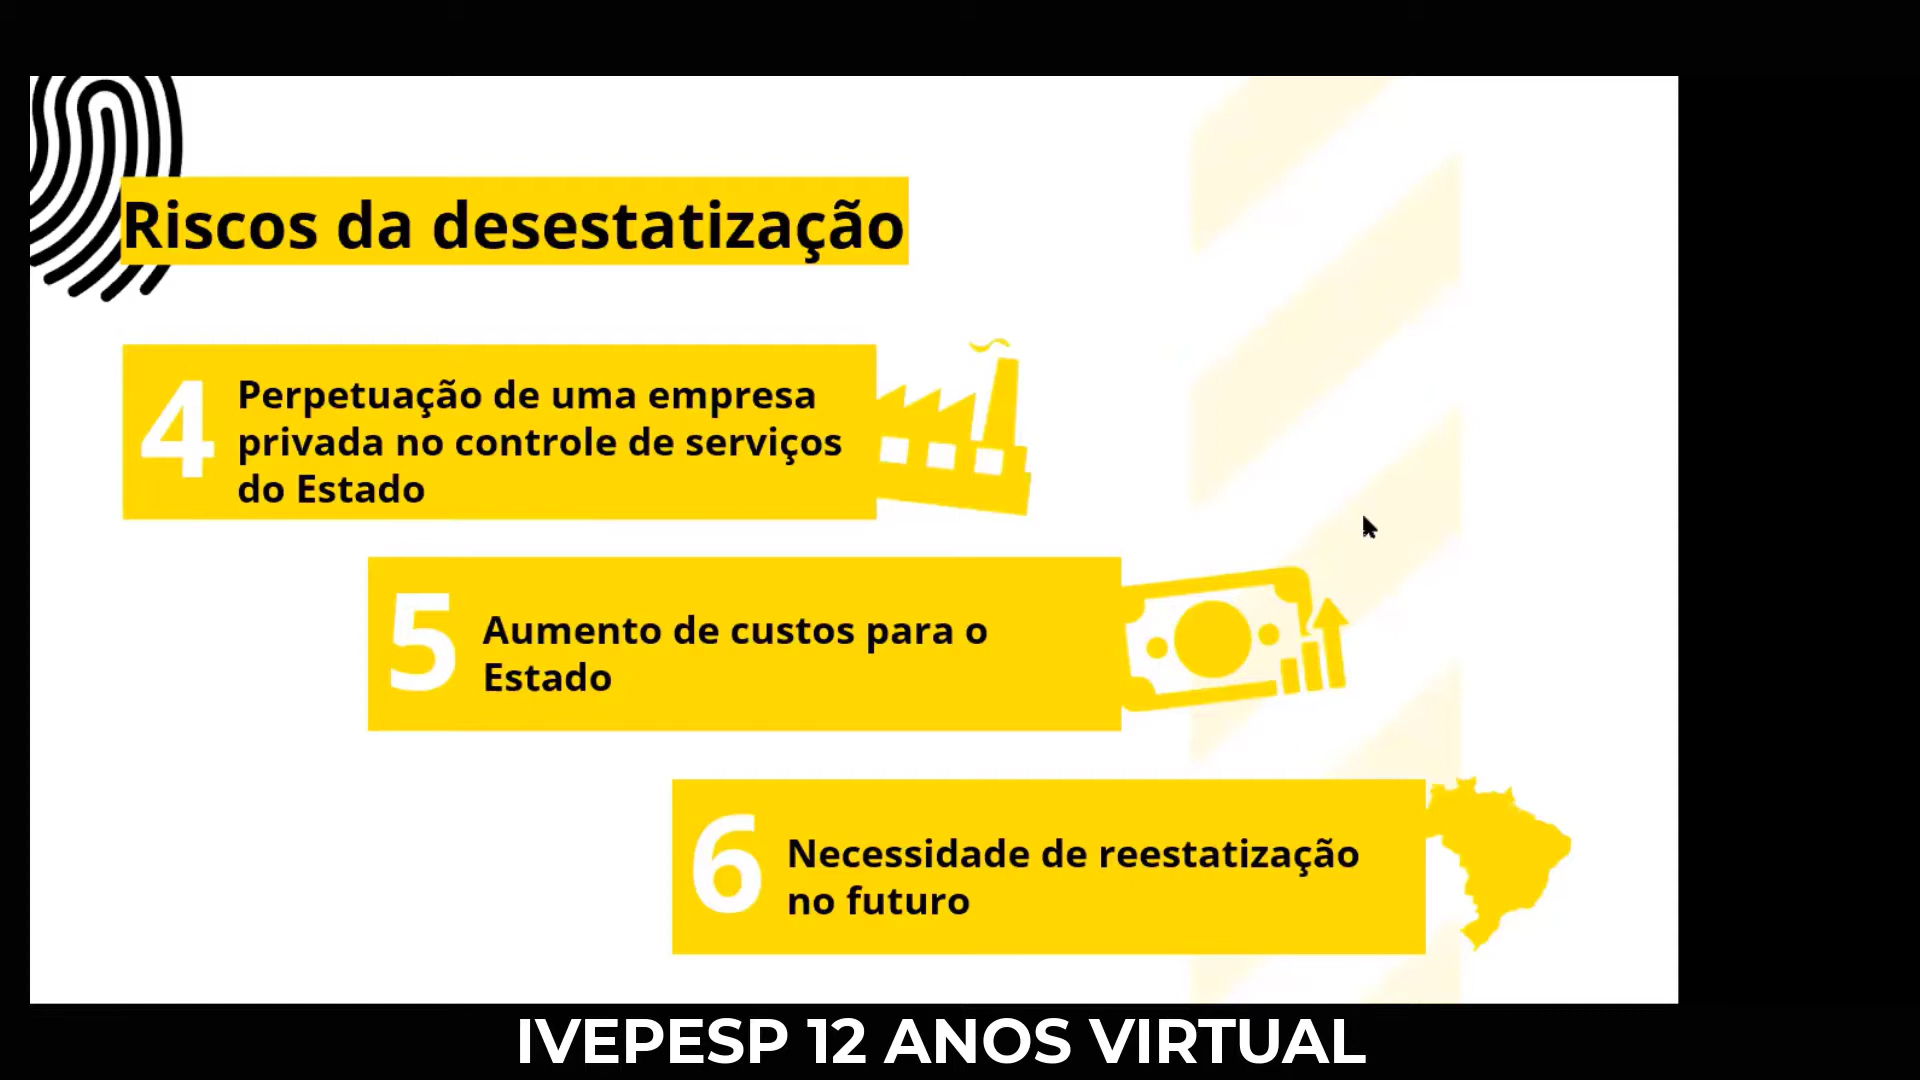 Riscos da desestatização
4
Perpetuação de uma empresa
privada no controle de serviços
do Estado
5
Aumento de custos para o
Estado
6
Necessidade de reestatização
no futuro
IVEPESP 12 ANOS VIRTUAL